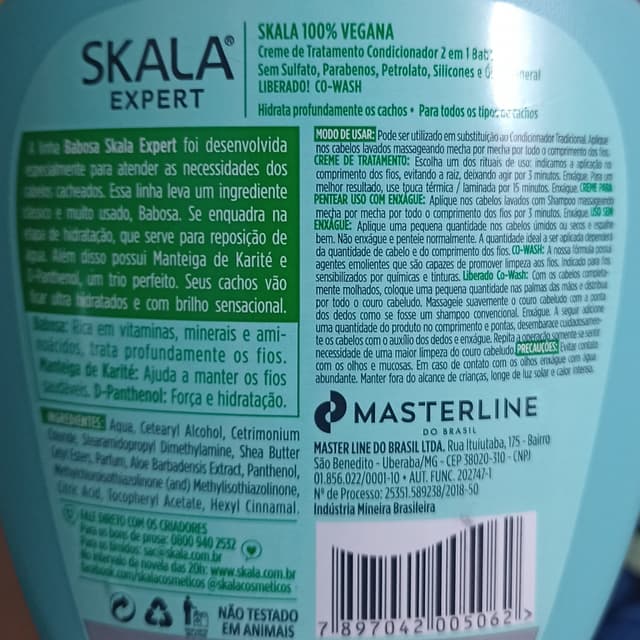 SKALA®
EXPERT
SKALA 100% VEGANA
Creme de Tratamento Condicionador 2 em 1
Sem Sulfato, Parabenos, Petrolato, Silicones e
LIBERADO! CO-WASH
Hidrata profundamente os cachos • Para todos os tipos de cachos
A linha Babosa Skala Expert foi desenvolvida
especialmente para atender as necessidades dos
cabelos cacheados. Essa linha leva um ingrediente
clássico e muito usado, Babosa. Se enquadra na
etapa de hidratação, que serve para reposição de
água. Além disso possui Manteiga de Karité e
D-Panthenol, um trio perfeito. Seus cachos vão
ficar ultra hidratados e com brilho sensacional.
Babosa: Rica em vitaminas, minerais e ami-
noácidos, trata profundamente os fios.
Manteiga de Karité: Ajuda a manter os fios
saudáveis. D-Panthenol: Força e hidratação.
INGREDIENTES: Aqua, Cetearyl Alcohol, Cetrimonium
Chloride, Stearamidopropyl Dimethylamine, Shea Butter
Cetyl Esters, Parfum, Aloe Barbadensis Extract, Panthenol,
Methylchloroisothiazolinone (and) Methylisothiazolinone,
Citric Acid, Tocopheryl Acetate, Hexyl Cinnamal.
FALE DIRETO COM OS CRIADORES
Para os bons de prosa: 0800 940 2532
Para os tímidos: sac@skala.com.br
No intervalo da novela das 20h: www.skala.com.br
facebook.com/skalacosmeticos @skalacosmeticos
NÃO TESTADO
EM ANIMAIS
MODO DE USAR: Pode ser utilizado em substituição ao Condicionador Tradicional. Aplique
nos cabelos lavados massageando mecha por mecha por todo o comprimento dos fios.
CREME DE TRATAMENTO: Escolha um dos rituais de uso: indicamos a aplicação no
comprimento dos fios, evitando a raiz, deixando agir por 3 minutos. Enxágue. Para um
melhor resultado, use touca térmica / laminada por 15 minutos. Enxágue. CREME PARA
PENTEAR USO COM ENXÁGUE: Aplique nos cabelos lavados com Shampoo massageando
mecha por mecha por todo o comprimento dos fios por 3 minutos. Enxágue. USO SEM
ENXÁGUE: Aplique uma pequena quantidade nos cabelos úmidos ou secos e espalhe
bem. Não enxágue e penteie normalmente. A quantidade ideal a ser aplicada dependerá
da quantidade de cabelo e do comprimento dos fios. CO-WASH: A nossa fórmula possui
agentes emolientes que são capazes de promover limpeza aos fios. Indicado para fios
sensibilizados por químicas e tinturas. Liberado Co-Wash: Com os cabelos completa-
mente molhados, coloque uma pequena quantidade nas palmas das mãos e distribua
por todo o couro cabeludo. Massageie suavemente o couro cabeludo com a ponta
dos dedos como se fosse um shampoo convencional. Enxágue. A seguir adicione
uma quantidade do produto no comprimento e pontas, desembarace cuidadosamen-
te os cabelos com o auxílio dos dedos e enxágue. Repita a operação somente se sentir
necessidade de uma maior limpeza do couro cabeludo. PRECAUÇÕES: Evitar contato
com os olhos e mucosas. Em caso de contato com os olhos enxágue com água
abundante. Manter fora do alcance de crianças, longe de luz solar e calor intenso.
MASTERLINE
DO BRASIL
MASTER LINE DO BRASIL LTDA. Rua Ituiutaba, 175 - Bairro
São Benedito - Uberaba/MG - CEP 38020-310 - CNPJ
01.856.022/0001-10 • AUT. FUNC. 202747-1
Nº de Processo: 25351.589238/2018-50
Indústria Mineira Brasileira
7 897042 005062 >